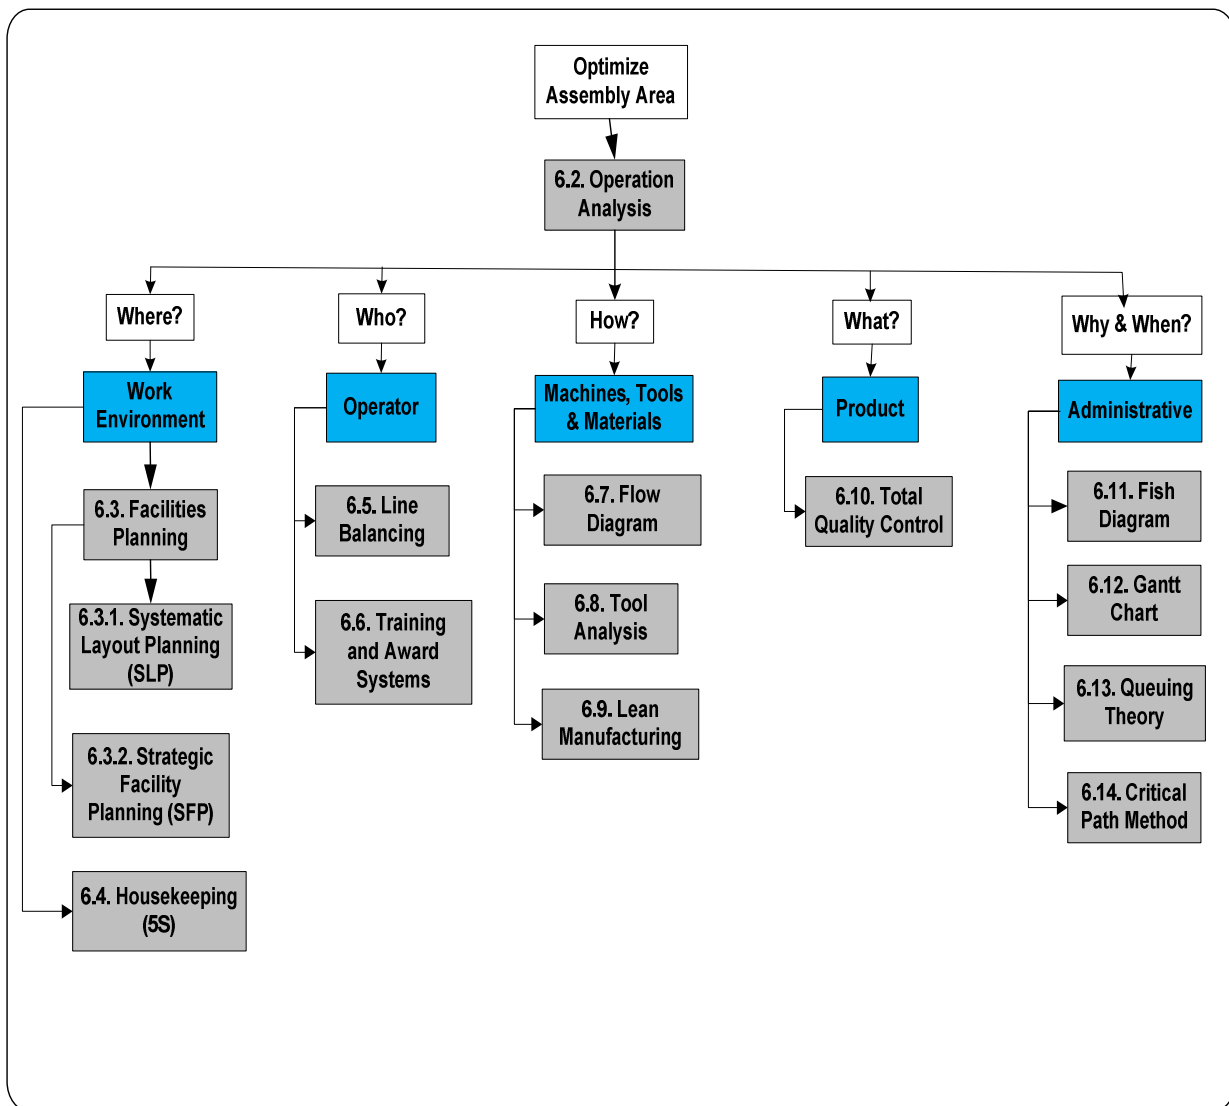 Optimize
Assembly Area
6.2. Operation
Analysis
Where?
Who?
How?
What?
Why & When?
Work
Environment
Operator
Machines, Tools
& Materials
Product
Administrative
6.3. Facilities
Planning
6.3.1. Systematic
Layout Planning
(SLP)
6.3.2. Strategic
Facility
Planning (SFP)
6.4. Housekeeping
(5S)
6.5. Line
Balancing
6.6. Training
and Award
Systems
6.7. Flow
Diagram
6.8. Tool
Analysis
6.9. Lean
Manufacturing
6.10. Total
Quality Control
6.11. Fish
Diagram
6.12. Gantt
Chart
6.13. Queuing
Theory
6.14. Critical
Path Method